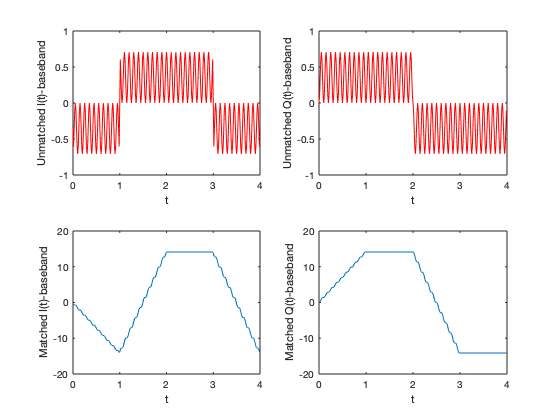 Unmatched I(t)-baseband
1
0.5
0
-0.5
-1
0 1 2 3 4
t
Unmatched Q(t)-baseband
1
0.5
0
-0.5
-1
0 1 2 3 4
t
Matched I(t)-baseband
20
10
0
-10
-20
0 1 2 3 4
t
Matched Q(t)-baseband
20
10
0
-10
-20
0 1 2 3 4
t